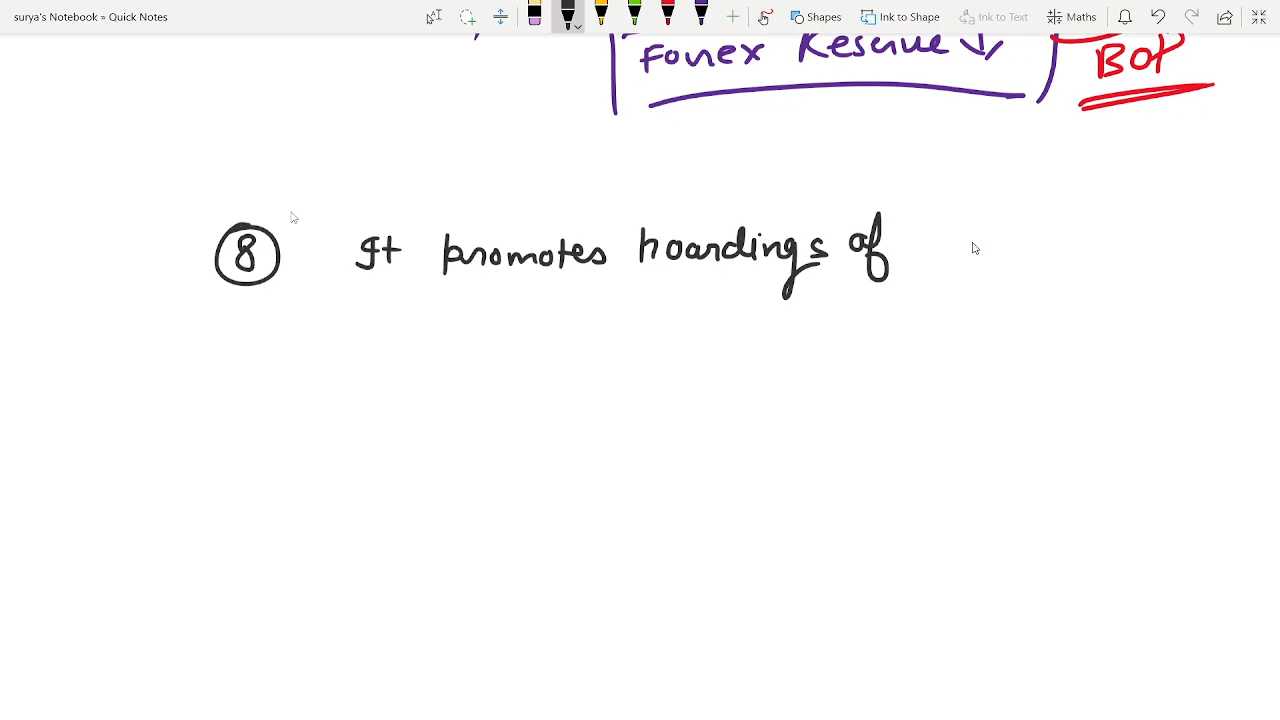 surya's Notebook » Quick Notes
Shapes
Ink to Shape
Ink to Text
Maths
Forex Reserve ↓
BOP
8 It promotes hoardings of